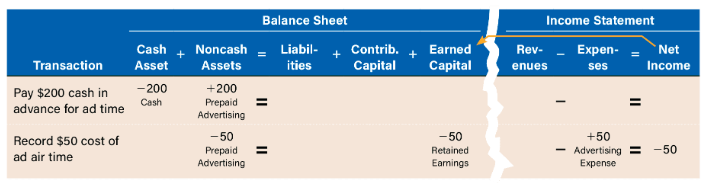 Balance Sheet Income Statement
Cash Noncash Liabil- Contrib. Earned Rev- Expen- Net
Transaction Asset + Assets = ities + Capital + Capital enues − ses = Income
Pay $200 cash in −200 +200
advance for ad time Cash Prepaid = − =
Advertising
Record $50 cost of −50 −50 +50
ad air time Prepaid = Retained − Advertising = −50
Advertising Earnings Expense